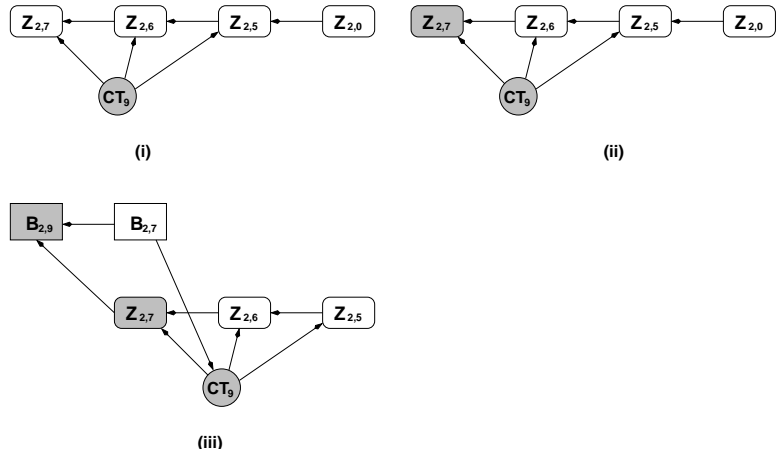 Z2,7 Z2,6 Z2,5 Z2,0 Z2,7 Z2,6 Z2,5 Z2,0
CT9 CT9
(i) (ii)
B2,9 B2,7
Z2,7 Z2,6 Z2,5
CT9
(iii)